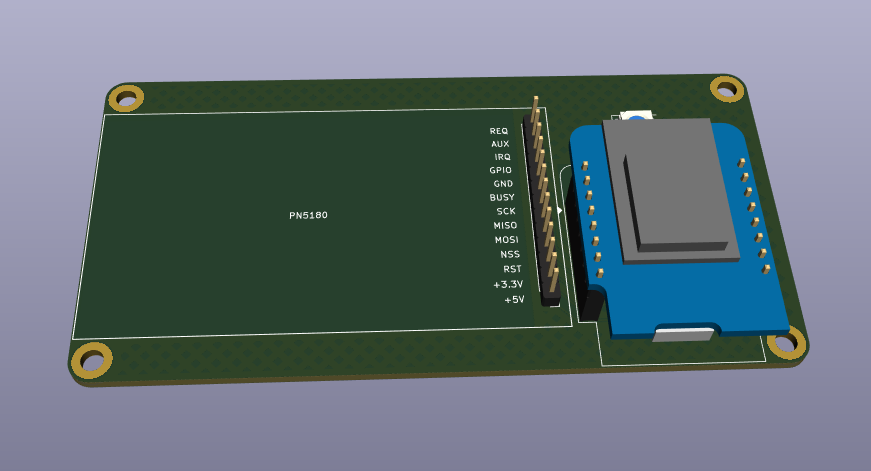 REQ
AUX
IRQ
GPIO
GND
BUSY
SCK
MISO
MOSI
NSS
RST
+3.3V
+5V
PN5180